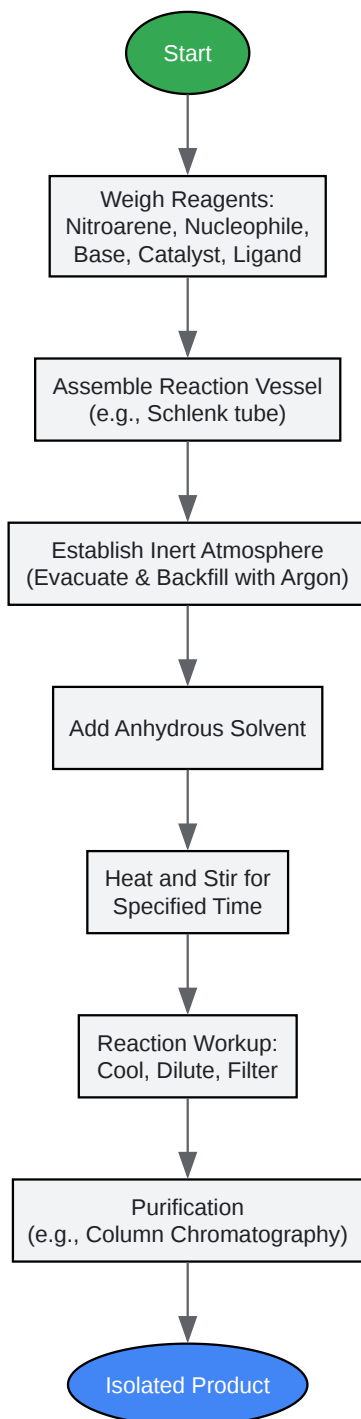 Start
Weigh Reagents:
Nitroarene, Nucleophile,
Base, Catalyst, Ligand
Assemble Reaction Vessel
(e.g., Schlenk tube)
Establish Inert Atmosphere
(Evacuate & Backfill with Argon)
Add Anhydrous Solvent
Heat and Stir for
Specified Time
Reaction Workup:
Cool, Dilute, Filter
Purification
(e.g., Column Chromatography)
Isolated Product